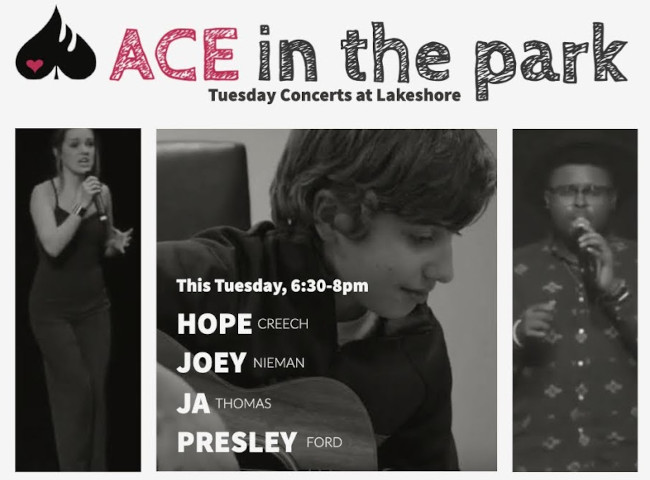 ACE in the park
Tuesday Concerts at Lakeshore
This Tuesday, 6:30-8pm
HOPE CREECH
JOEY NIEMAN
JA THOMAS
PRESLEY FORD